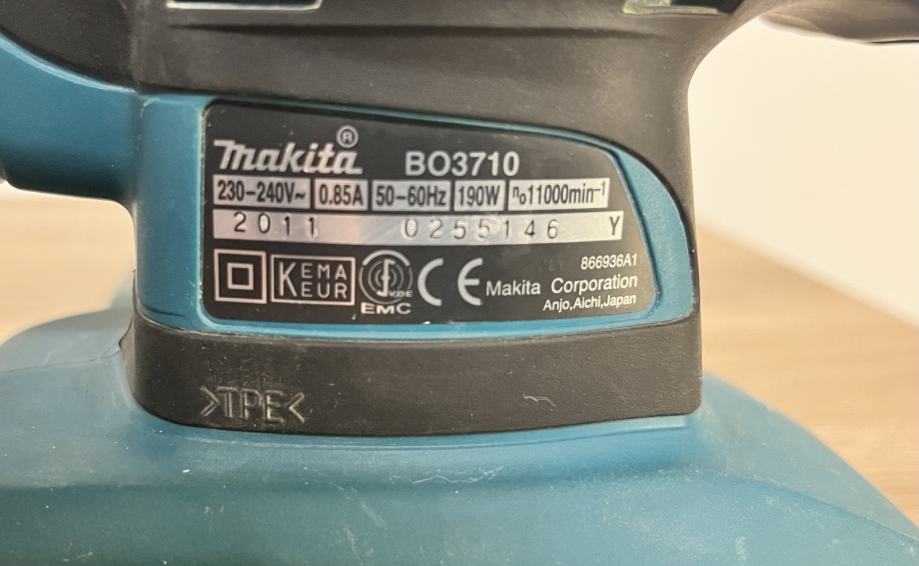 makita® BO3710
230-240V~ 0.85A 50-60Hz 190W n₀11000min⁻¹
2011 0255146 Y
KEMA
EUR
VDE
EMC
CE
866936A1
Makita Corporation
Anjo,Aichi,Japan
>TPE<